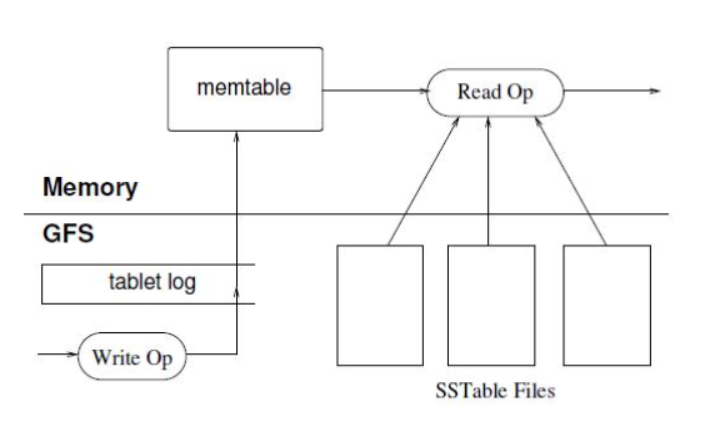 memtable
Read Op
Memory
GFS
tablet log
Write Op
SSTable Files